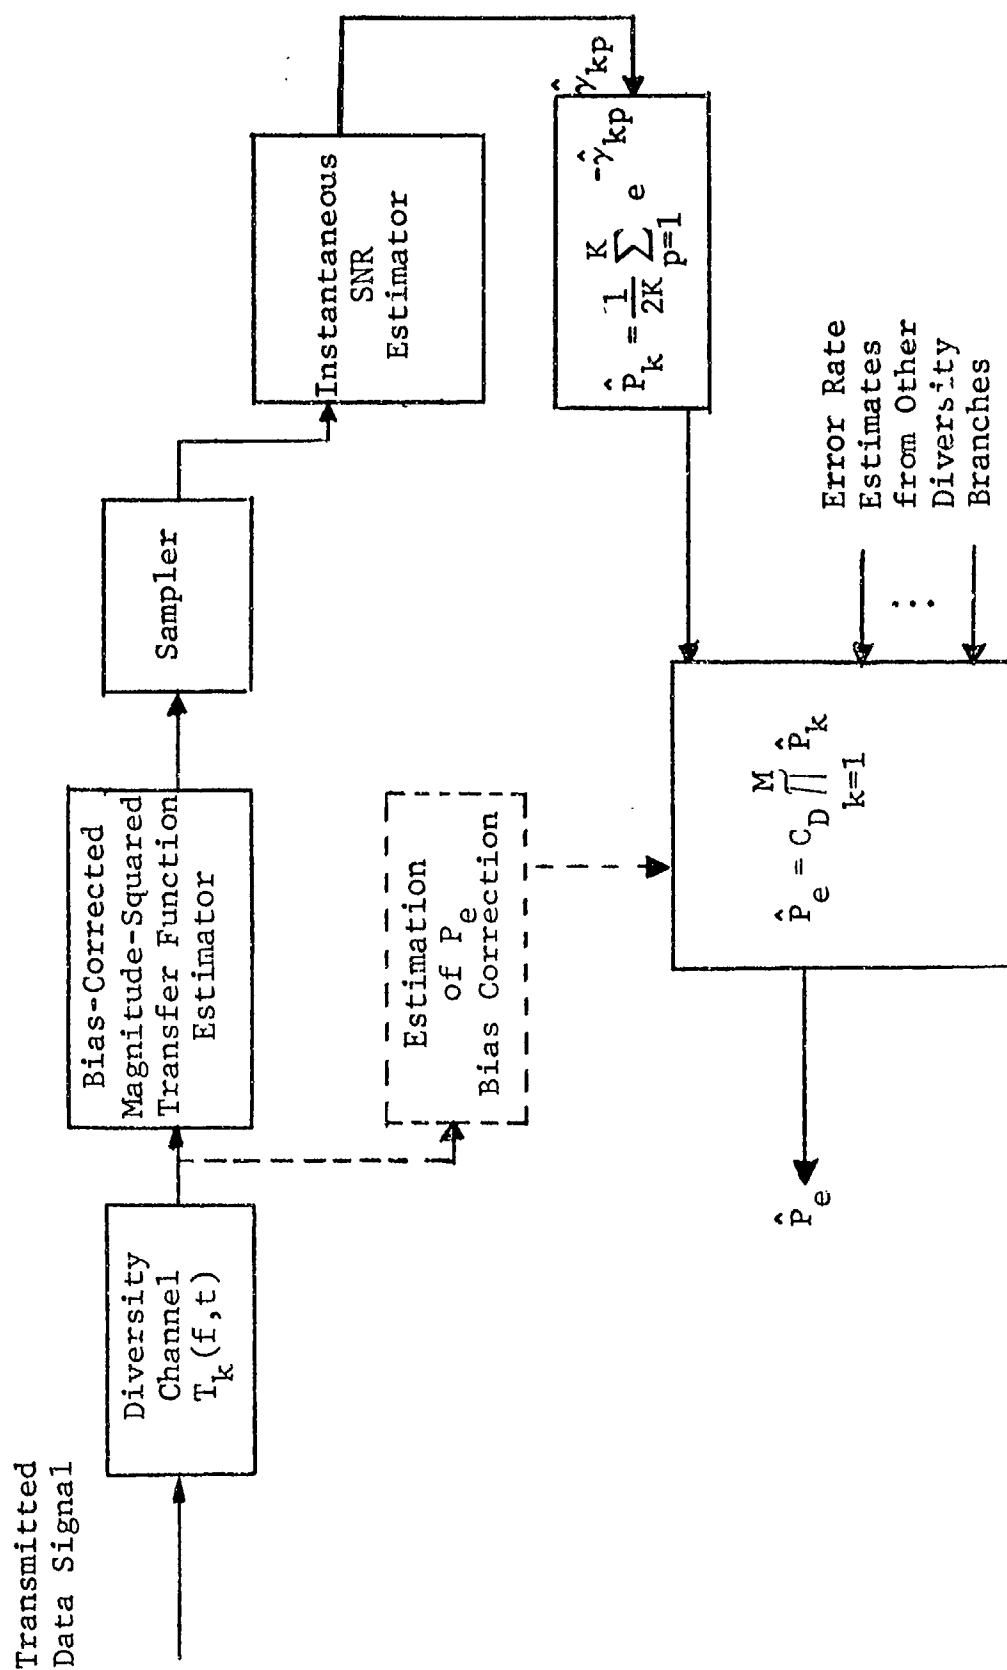 Transmitted
Data Signal
Diversity
Channel
T_k(f,t)
Bias-Corrected
Magnitude-Squared
Transfer Function
Estimator
Sampler
Instantaneous
SNR
Estimator
γ̂_kp
P̂_k = 1/2K Σ_{p=1}^{K} e^{-γ̂_kp}
Estimation
of P_e
Bias Correction
Error Rate
Estimates
from Other
Diversity
Branches
...
P̂_e = C_D ∏_{k=1}^{M} P̂_k
P̂_e